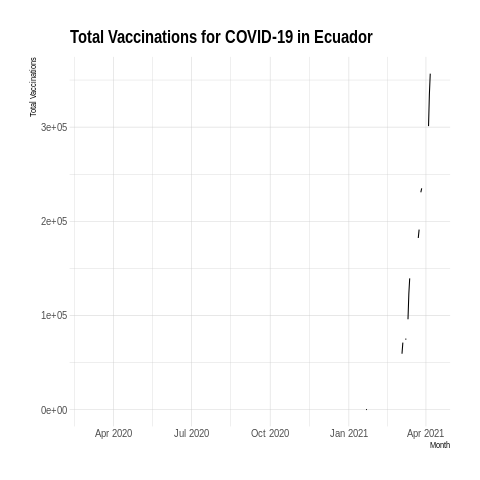 Total Vaccinations for COVID-19 in Ecuador
Total Vaccinations
3e+05
2e+05
1e+05
0e+00
Apr 2020 Jul 2020 Oct 2020 Jan 2021 Apr 2021
Month